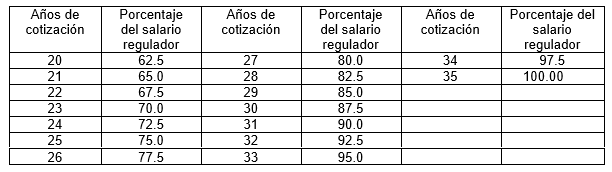 Años de cotización Porcentaje del salario regulador Años de cotización Porcentaje del salario regulador Años de cotización Porcentaje del salario regulador
20 62.5 27 80.0 34 97.5
21 65.0 28 82.5 35 100.00
22 67.5 29 85.0
23 70.0 30 87.5
24 72.5 31 90.0
25 75.0 32 92.5
26 77.5 33 95.0